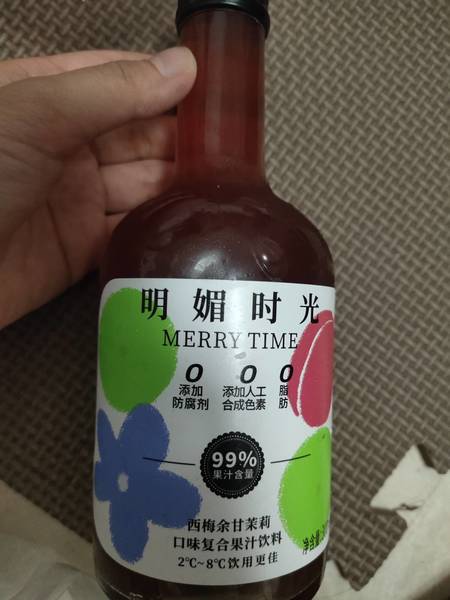 明媚时光
MERRY TIME
0 0 0
添加 添加人工 脂
防腐剂 合成色素 肪
99%
果汁含量
西梅余甘茉莉
口味复合果汁饮料
2℃~8℃饮用更佳
净含量: